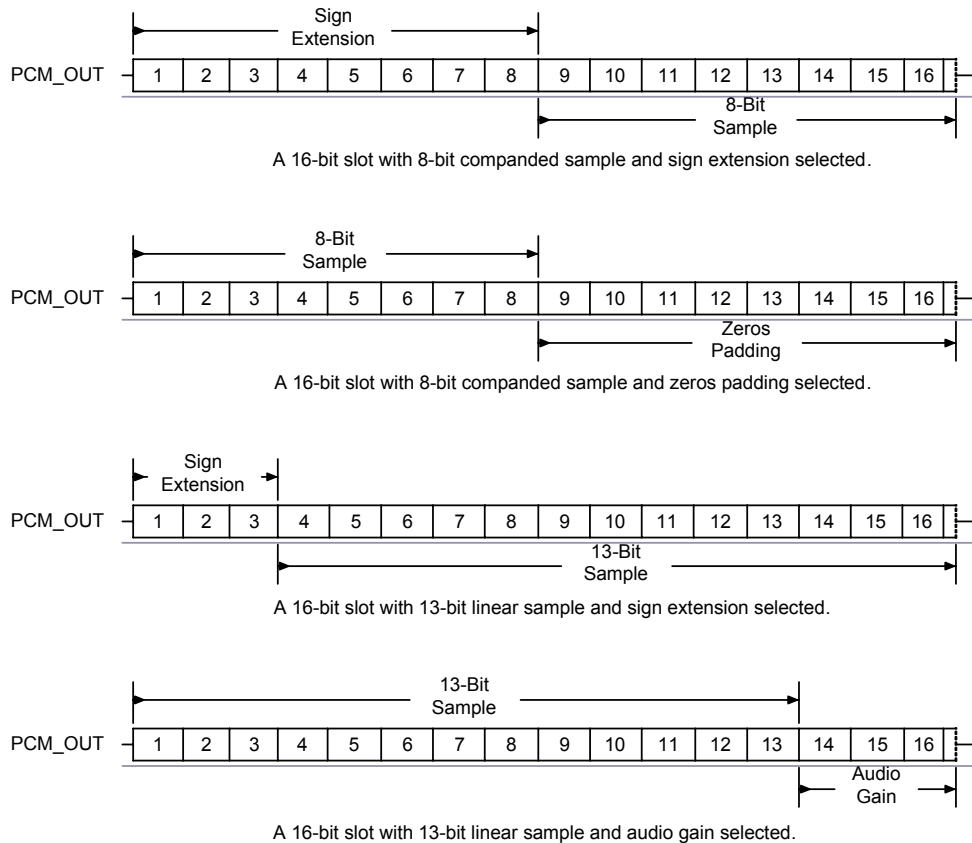 Sign
Extension
PCM_OUT 1 2 3 4 5 6 7 8 9 10 11 12 13 14 15 16
8-Bit
Sample
A 16-bit slot with 8-bit companded sample and sign extension selected.
8-Bit
Sample
PCM_OUT 1 2 3 4 5 6 7 8 9 10 11 12 13 14 15 16
Zeros
Padding
A 16-bit slot with 8-bit companded sample and zeros padding selected.
Sign
Extension
PCM_OUT 1 2 3 4 5 6 7 8 9 10 11 12 13 14 15 16
13-Bit
Sample
A 16-bit slot with 13-bit linear sample and sign extension selected.
13-Bit
Sample
PCM_OUT 1 2 3 4 5 6 7 8 9 10 11 12 13 14 15 16
Audio
Gain
A 16-bit slot with 13-bit linear sample and audio gain selected.